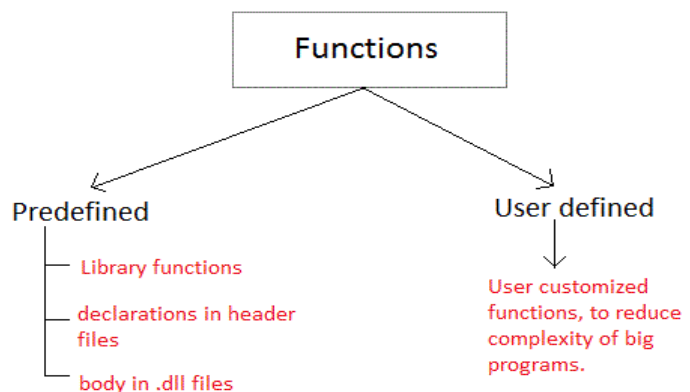 Functions
Predefined
User defined
Library functions
declarations in header
files
body in .dll files
User customized
functions, to reduce
complexity of big
programs.